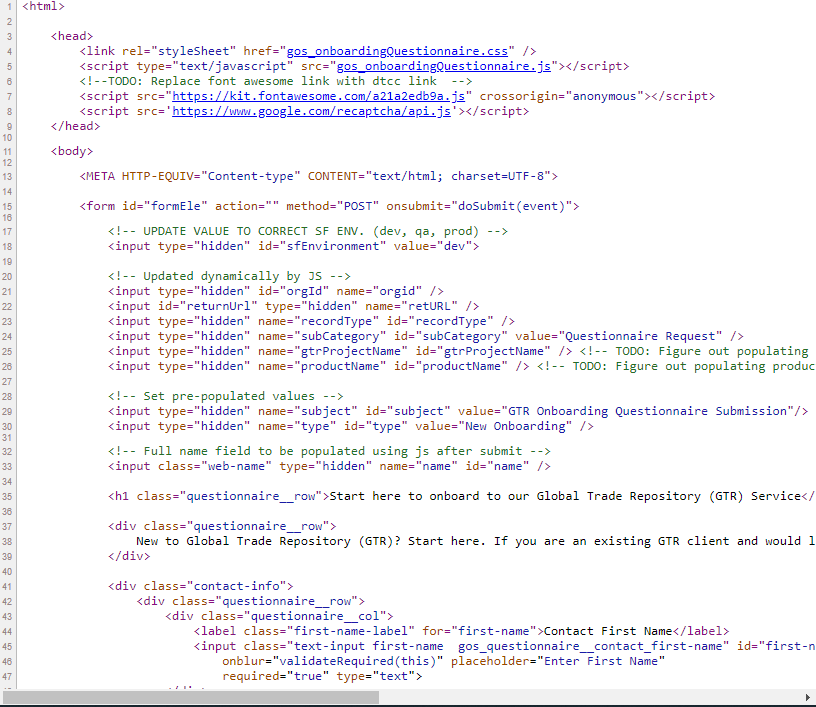 1 <html>
2
3 <head>
4 <link rel="styleSheet" href="gos_onboardingQuestionnaire.css" />
5 <script type="text/javascript" src="gos_onboardingQuestionnaire.js"></script>
6 <!--TODO: Replace font awesome link with dtcc link  -->
7 <script src="https://kit.fontawesome.com/a21a2edb9a.js" crossorigin="anonymous"></script>
8 <script src='https://www.google.com/recaptcha/api.js'></script>
9 </head>
10
11 <body>
12
13 <META HTTP-EQUIV="Content-type" CONTENT="text/html; charset=UTF-8">
14
15 <form id="formEle" action="" method="POST" onsubmit="doSubmit(event)">
16
17 <!-- UPDATE VALUE TO CORRECT SF ENV. (dev, qa, prod) -->
18 <input type="hidden" id="sfEnvironment" value="dev">
19
20 <!-- Updated dynamically by JS -->
21 <input type="hidden" id="orgId" name="orgid" />
22 <input id="returnUrl" type="hidden" name="retURL" />
23 <input type="hidden" name="recordType" id="recordType" />
24 <input type="hidden" name="subCategory" id="subCategory" value="Questionnaire Request" />
25 <input type="hidden" name="gtrProjectName" id="gtrProjectName" /> <!-- TODO: Figure out populating
26 <input type="hidden" name="productName" id="productName" /> <!-- TODO: Figure out populating produc
27
28 <!-- Set pre-populated values -->
29 <input type="hidden" name="subject" id="subject" value="GTR Onboarding Questionnaire Submission"/>
30 <input type="hidden" name="type" id="type" value="New Onboarding" />
31
32 <!-- Full name field to be populated using js after submit -->
33 <input class="web-name" type="hidden" name="name" id="name" />
34
35 <h1 class="questionnaire__row">Start here to onboard to our Global Trade Repository (GTR) Service</
36
37 <div class="questionnaire__row">
38 New to Global Trade Repository (GTR)? Start here. If you are an existing GTR client and would l
39 </div>
40
41 <div class="contact-info">
42 <div class="questionnaire__row">
43 <div class="questionnaire__col">
44 <label class="first-name-label" for="first-name">Contact First Name</label>
45 <input class="text-input first-name  gos_questionnaire__contact_first-name" id="first-n
46 onblur="validateRequired(this)" placeholder="Enter First Name"
47 required="true" type="text">